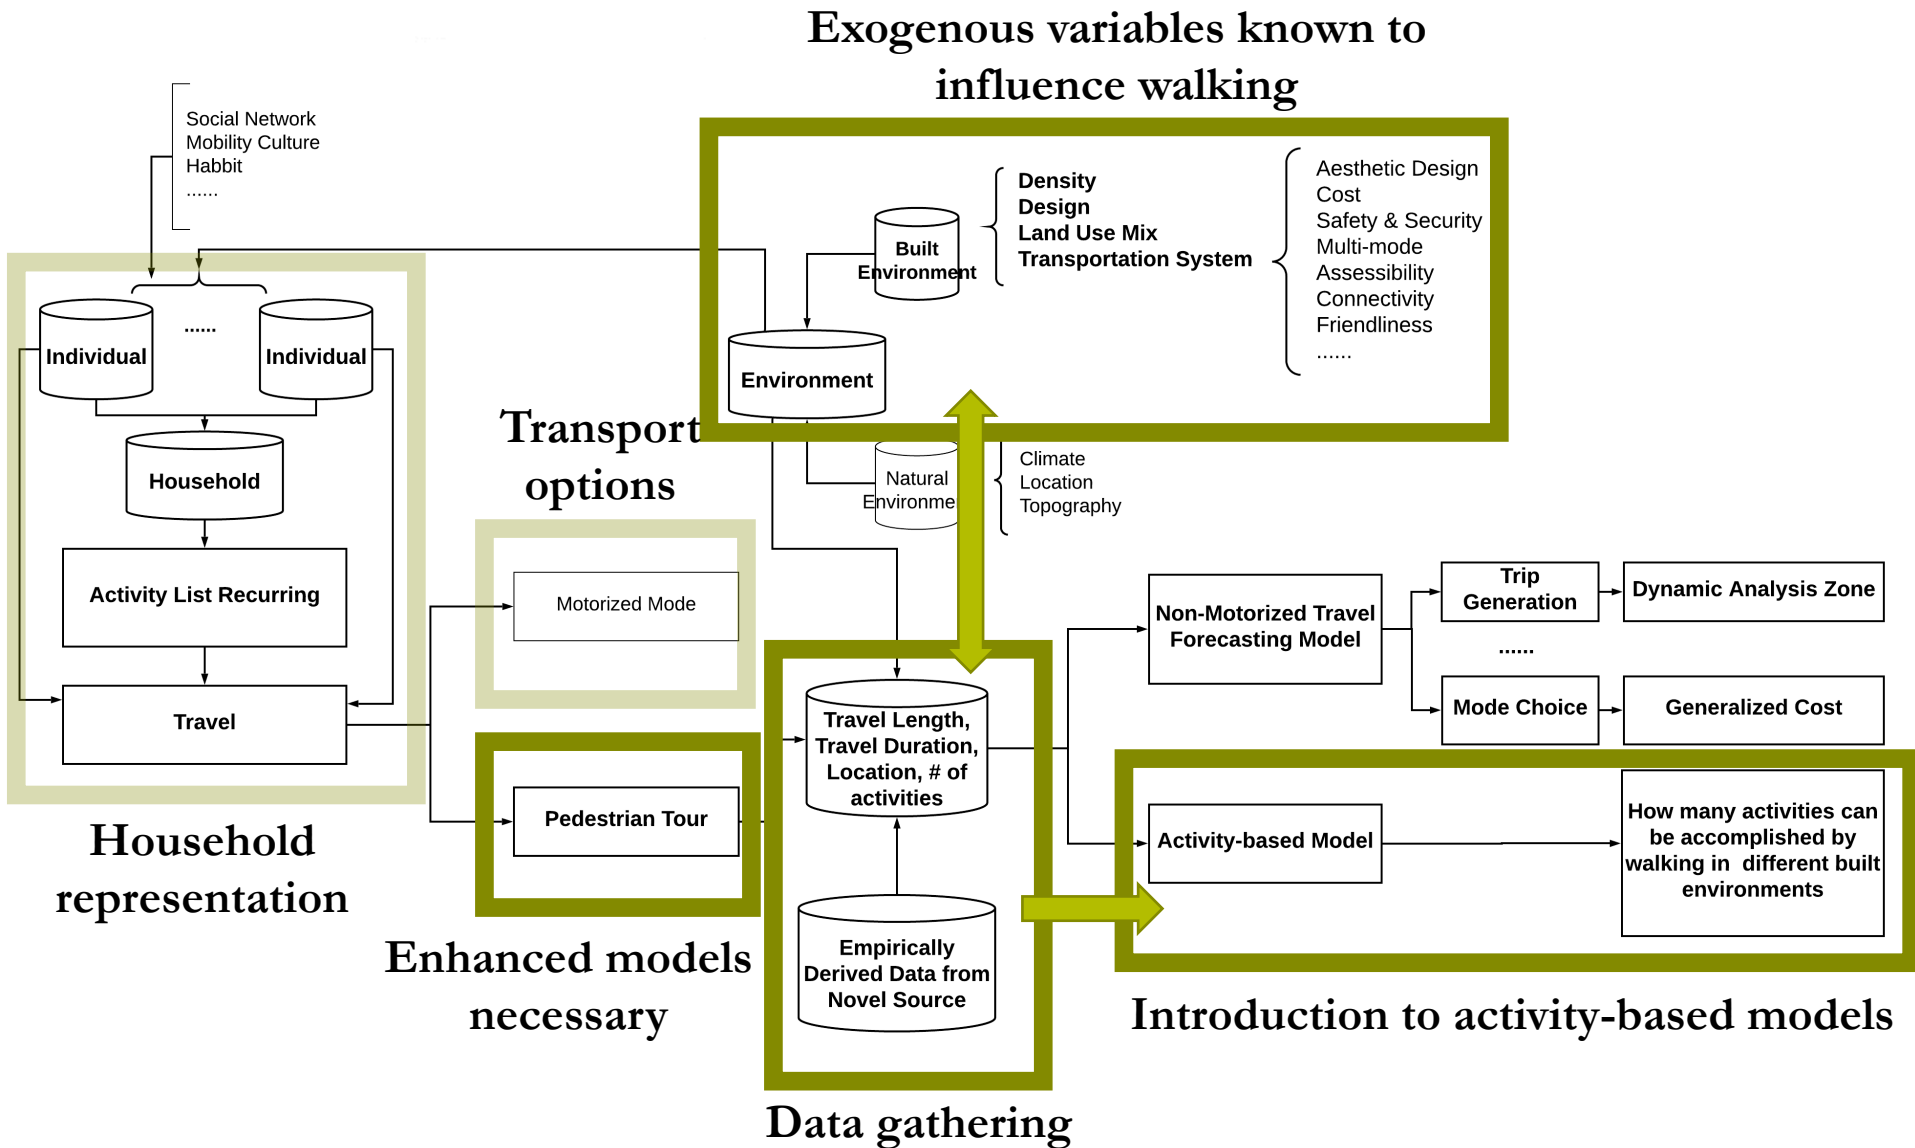 Exogenous variables known to
influence walking
Social Network
Mobility Culture
Habbit
......
Density
Design
Land Use Mix
Transportation System
Aesthetic Design
Cost
Safety & Security
Multi-mode
Assessibility
Connectivity
Friendliness
......
Built
Environment
Environment
Natural
Environme
Climate
Location
Topography
Individual
......
Individual
Household
Activity List Recurring
Travel
Household
representation
Transport
options
Motorized Mode
Pedestrian Tour
Enhanced models
necessary
Travel Length,
Travel Duration,
Location, # of
activities
Empirically
Derived Data from
Novel Source
Data gathering
Non-Motorized Travel
Forecasting Model
Trip
Generation
Dynamic Analysis Zone
......
Mode Choice
Generalized Cost
Activity-based Model
How many activities can
be accomplished by
walking in different built
environments
Introduction to activity-based models